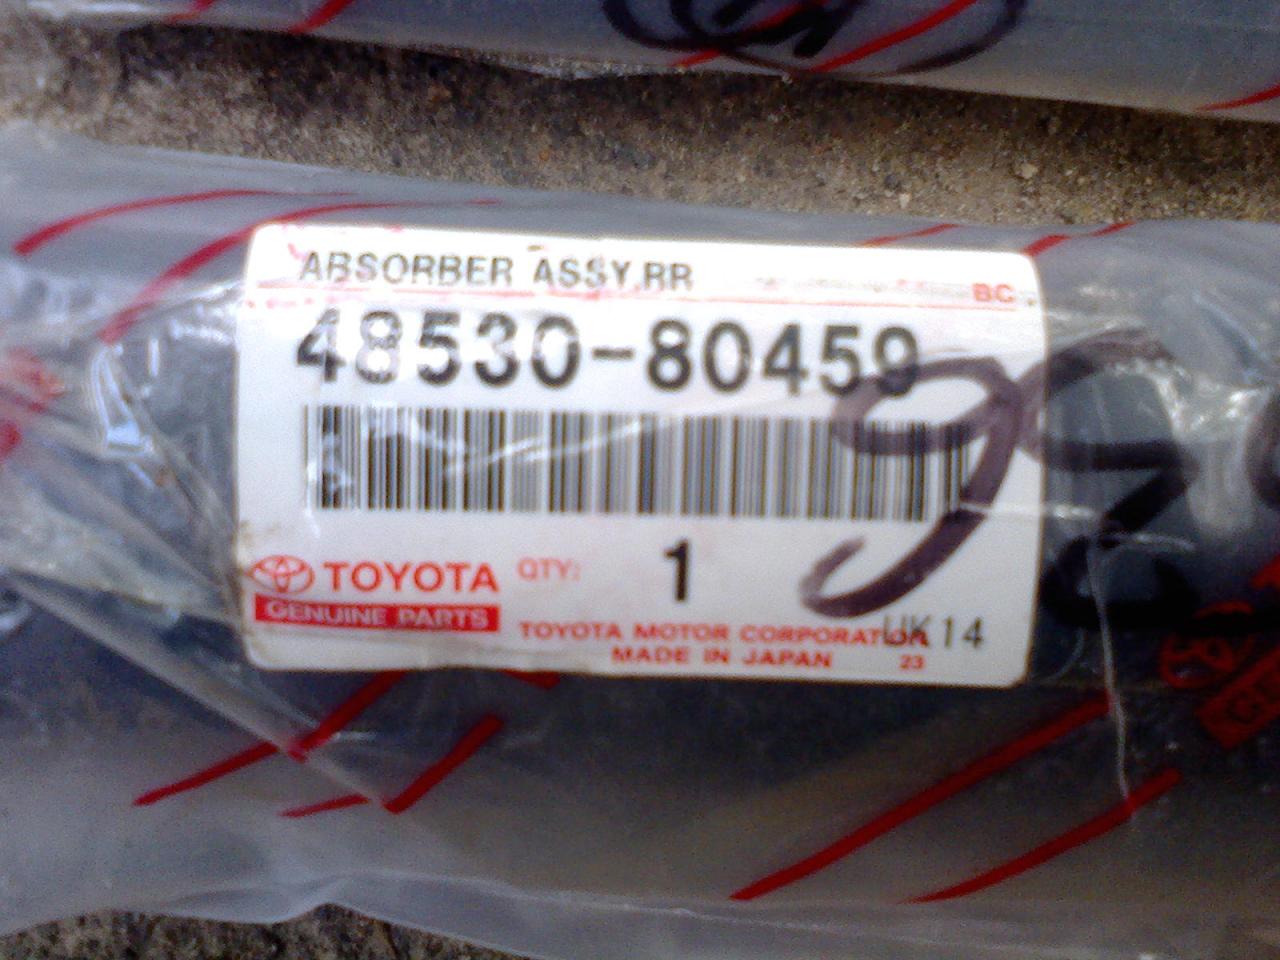 ABSORBER ASSY,RR
BC
48530-80459
TOYOTA
GENUINE PARTS
QTY:
1
TOYOTA MOTOR CORPORATION
UK14
MADE IN JAPAN
23